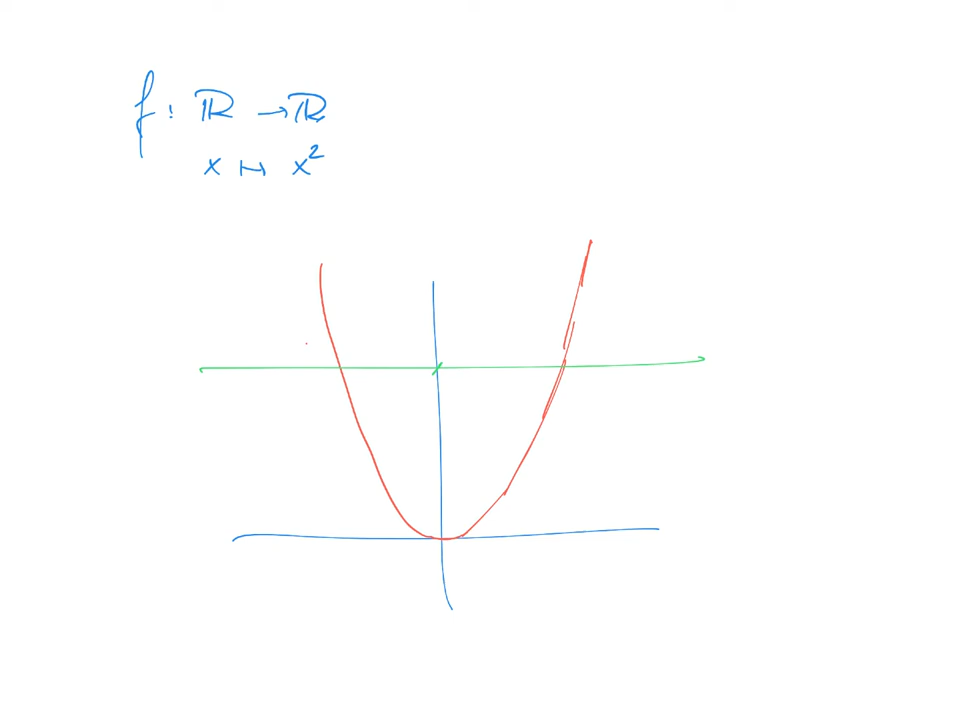 f: ℝ → ℝ
x ↦ x²